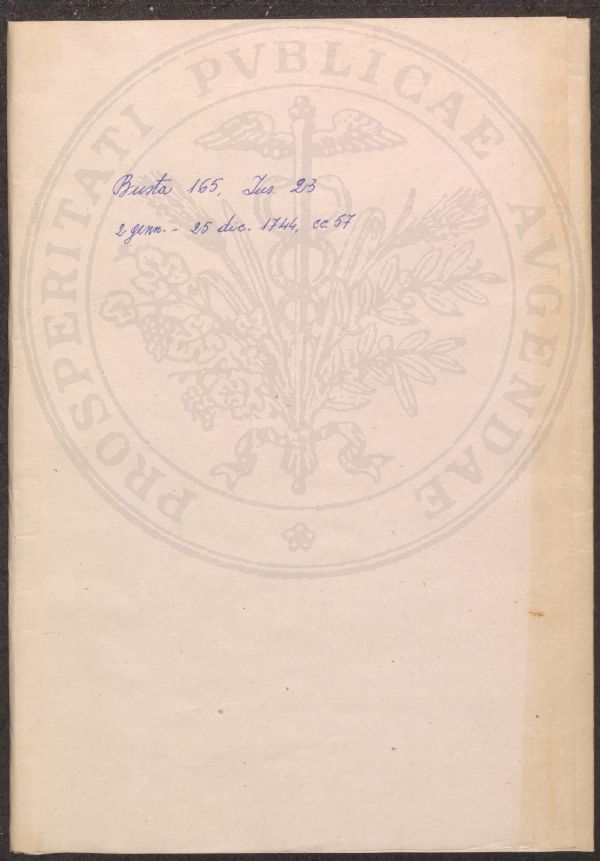 Busta 165, Ins. 23
2 genn. - 25 dic. 1744, cc. 57
PROSPERITATI PVBLICAE AVGENDAE